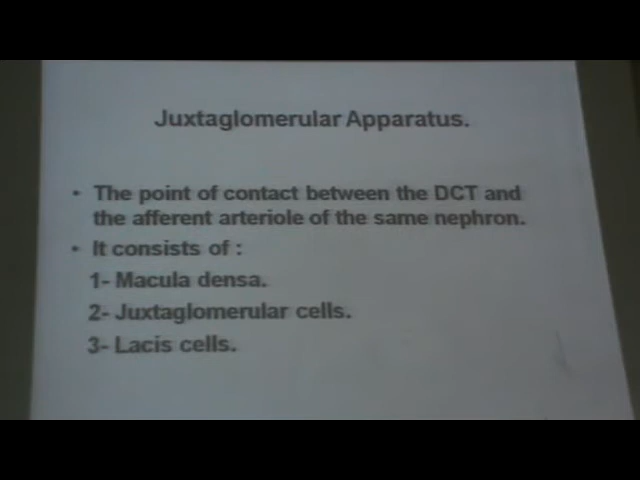 Juxtaglomerular Apparatus.
• The point of contact between the DCT and
the afferent arteriole of the same nephron.
• It consists of :
1- Macula densa.
2- Juxtaglomerular cells.
3- Lacis cells.